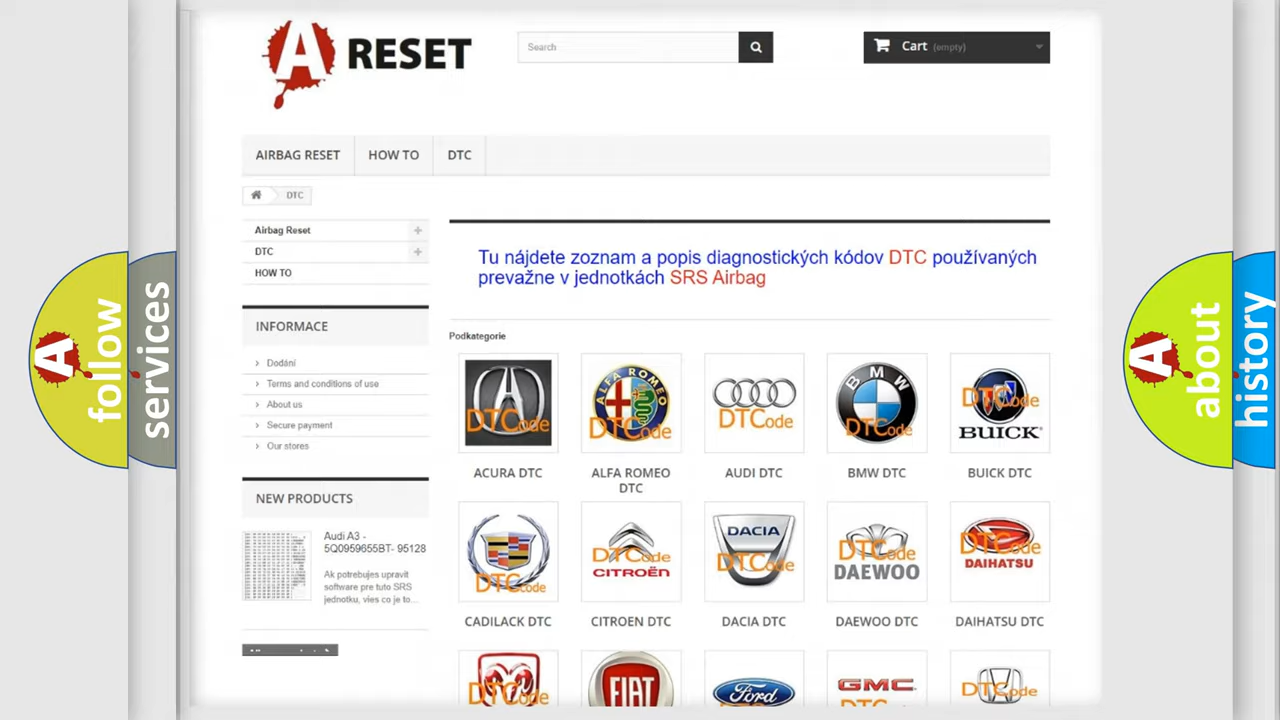 A RESET
Search
Cart (empty)
AIRBAG RESET
HOW TO
DTC
DTC
Airbag Reset
DTC
HOW TO
INFORMACE
Dodání
Terms and conditions of use
About us
Secure payment
Our stores
NEW PRODUCTS
Audi A3 -
5Q0959655BT- 95128
Ak potrebujes upravit
software pre tuto SRS
jednotku, vies co je to...
Tu nájdete zoznam a popis diagnostických kódov DTC používaných
prevažne v jednotkách SRS Airbag
Podkategorie
DTCode
ALFA ROMEO
DTCode
DTCode
BMW
DTCode
DTCode
BUICK
ACURA DTC
ALFA ROMEO
DTC
AUDI DTC
BMW DTC
BUICK DTC
DTCode
DTCode
CITROËN
DACIA
DTCode
DTCode
DAEWOO
DTCode
DAIHATSU
CADILACK DTC
CITROEN DTC
DACIA DTC
DAEWOO DTC
DAIHATSU DTC
DTCode
FIAT
Ford
GMC
DTCode
A follow
services
A about
history